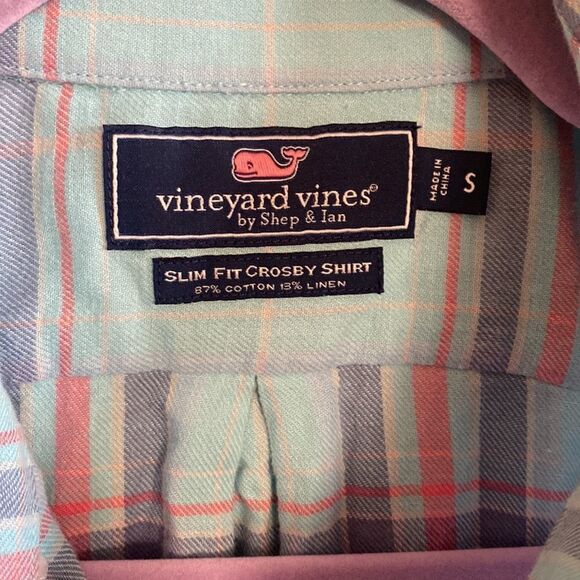 vineyard vines®
by Shep & Ian
MADE IN
CHINA
S
SLIM FIT CROSBY SHIRT
87% COTTON 13% LINEN